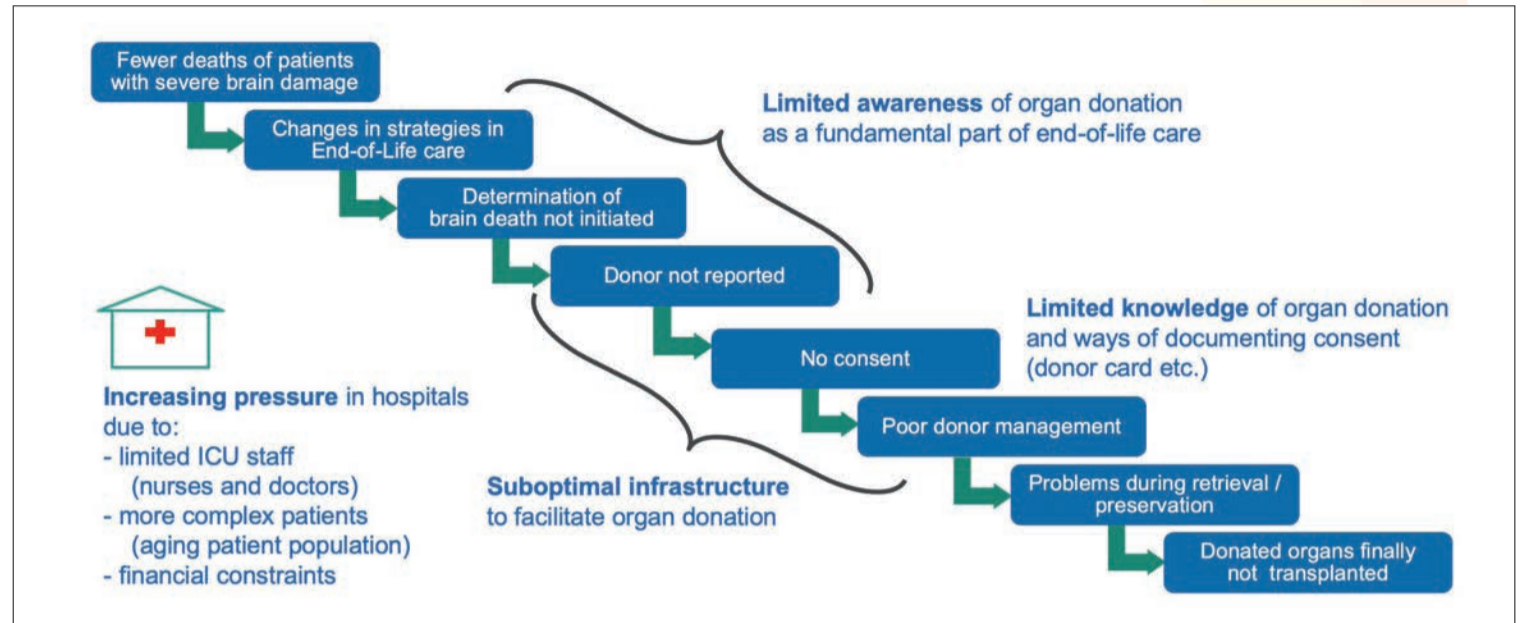 Fewer deaths of patients
with severe brain damage
Changes in strategies in
End-of-Life care
Determination of
brain death not initiated
Donor not reported
No consent
Poor donor management
Problems during retrieval /
preservation
Donated organs finally
not transplanted
Limited awareness of organ donation
as a fundamental part of end-of-life care
Limited knowledge of organ donation
and ways of documenting consent
(donor card etc.)
Increasing pressure in hospitals
due to:
- limited ICU staff
(nurses and doctors)
- more complex patients
(aging patient population)
- financial constraints
Suboptimal infrastructure
to facilitate organ donation